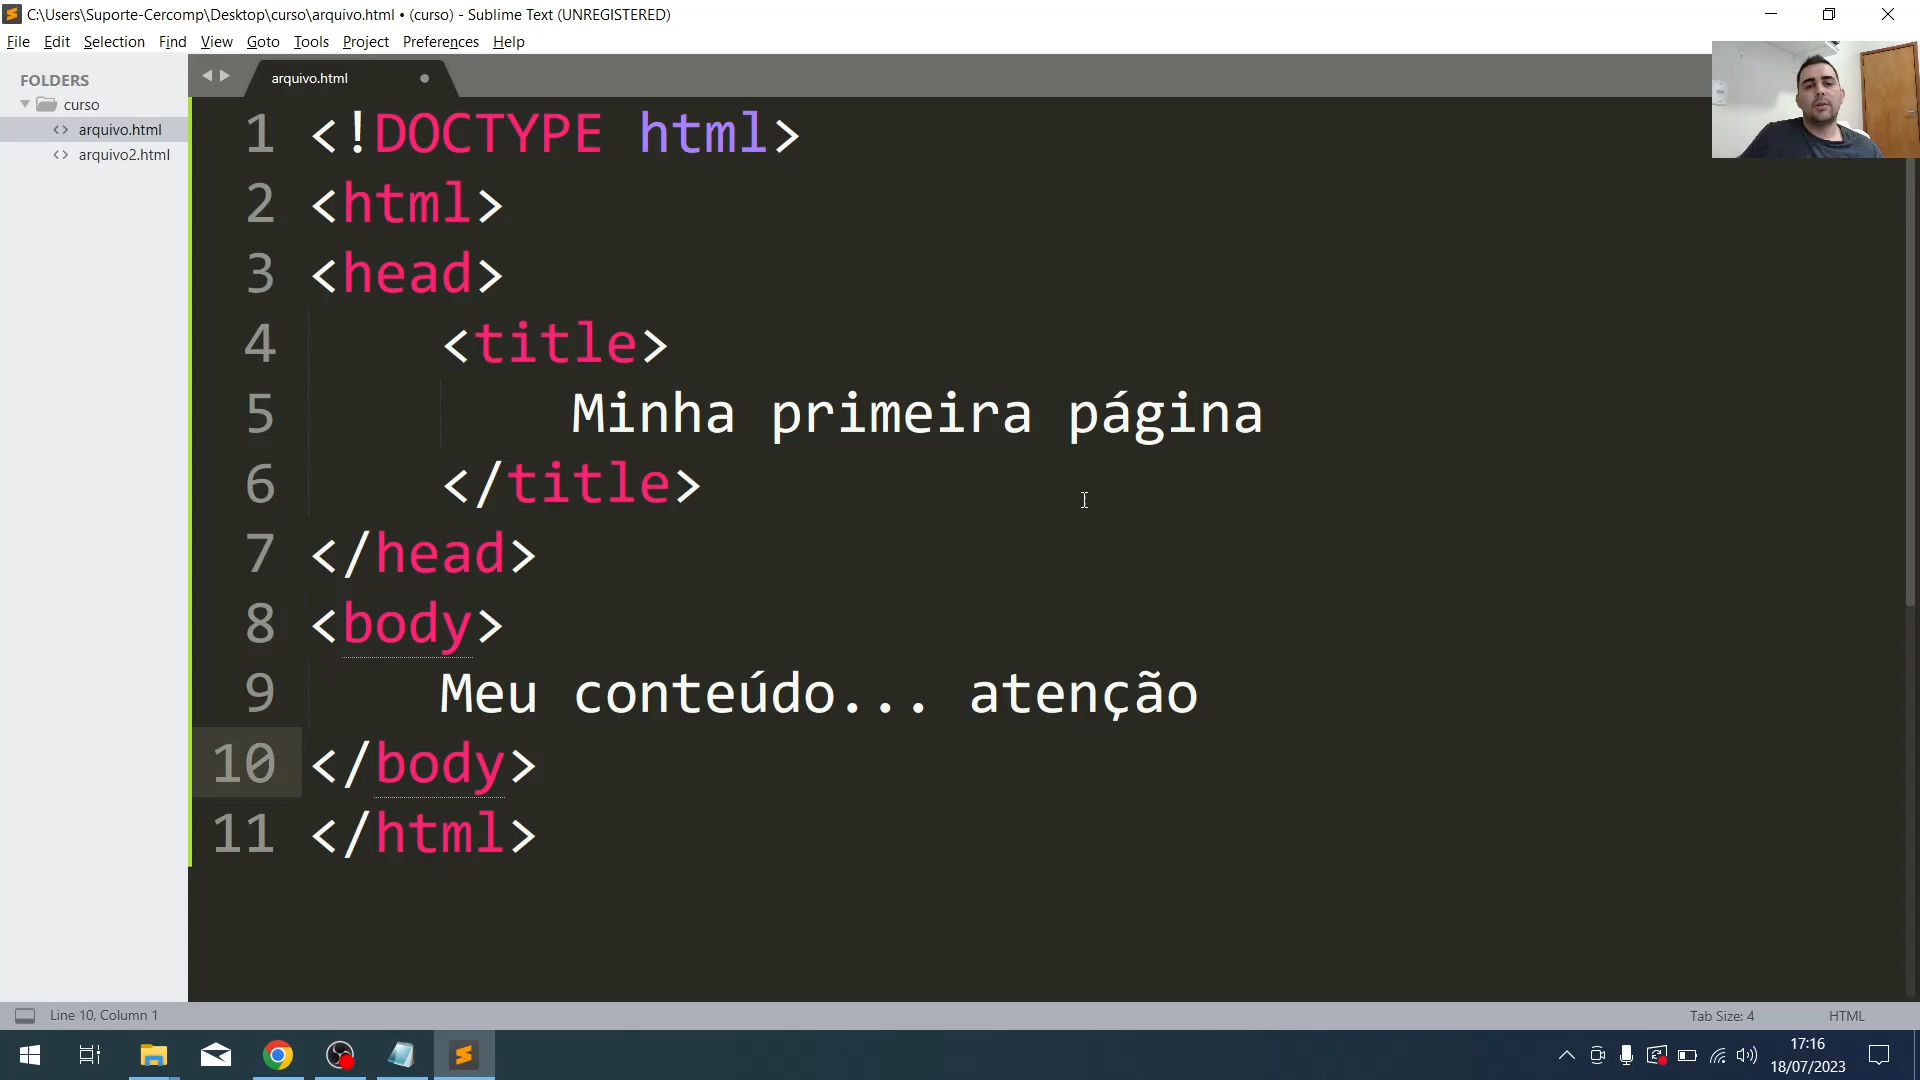 C:\Users\Suporte-Cercomp\Desktop\curso\arquivo.html • (curso) - Sublime Text (UNREGISTERED)
File Edit Selection Find View Goto Tools Project Preferences Help
FOLDERS
curso
arquivo.html
arquivo2.html
arquivo.html
1 <!DOCTYPE html>
2 <html>
3 <head>
4 <title>
5 Minha primeira página
6 </title>
7 </head>
8 <body>
9 Meu conteúdo... atenção
10 </body>
11 </html>
Line 10, Column 1
Tab Size: 4
HTML
17:16
18/07/2023